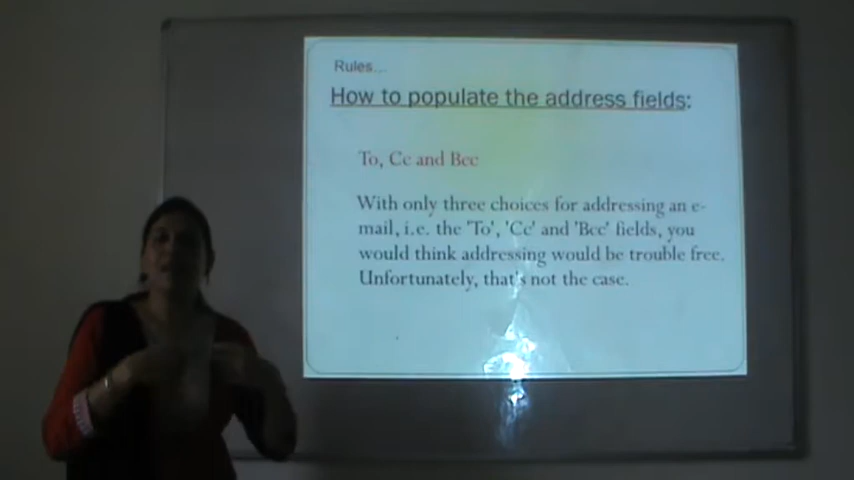 Rules...
How to populate the address fields:
To, Cc and Bcc
With only three choices for addressing an e-
mail, i.e. the 'To', 'Cc' and 'Bcc' fields, you
would think addressing would be trouble free.
Unfortunately, that's not the case.